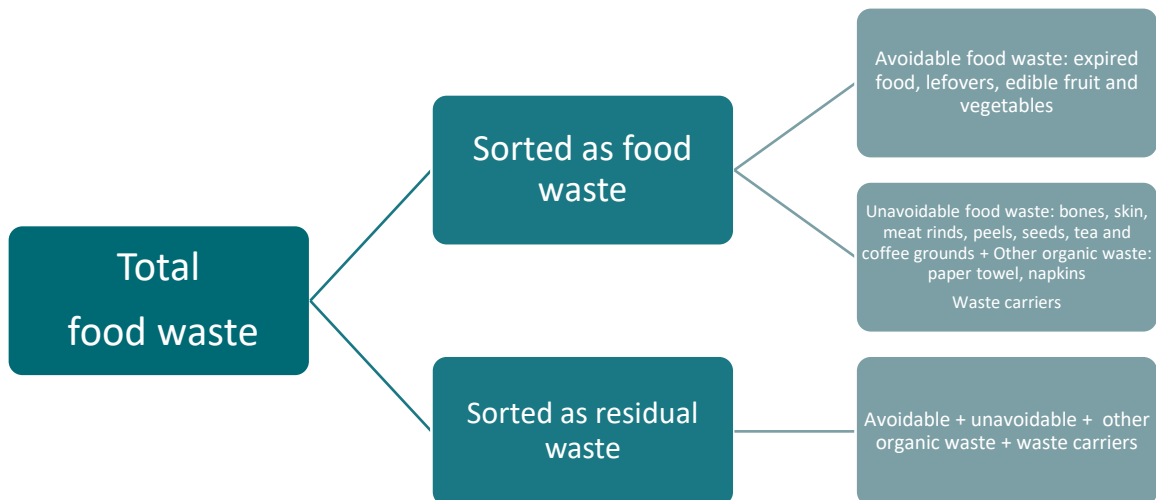 Total
food waste
Sorted as food
waste
Avoidable food waste: expired
food, lefovers, edible fruit and
vegetables
Unavoidable food waste: bones, skin,
meat rinds, peels, seeds, tea and
coffee grounds + Other organic waste:
paper towel, napkins
Waste carriers
Sorted as residual
waste
Avoidable + unavoidable + other
organic waste + waste carriers